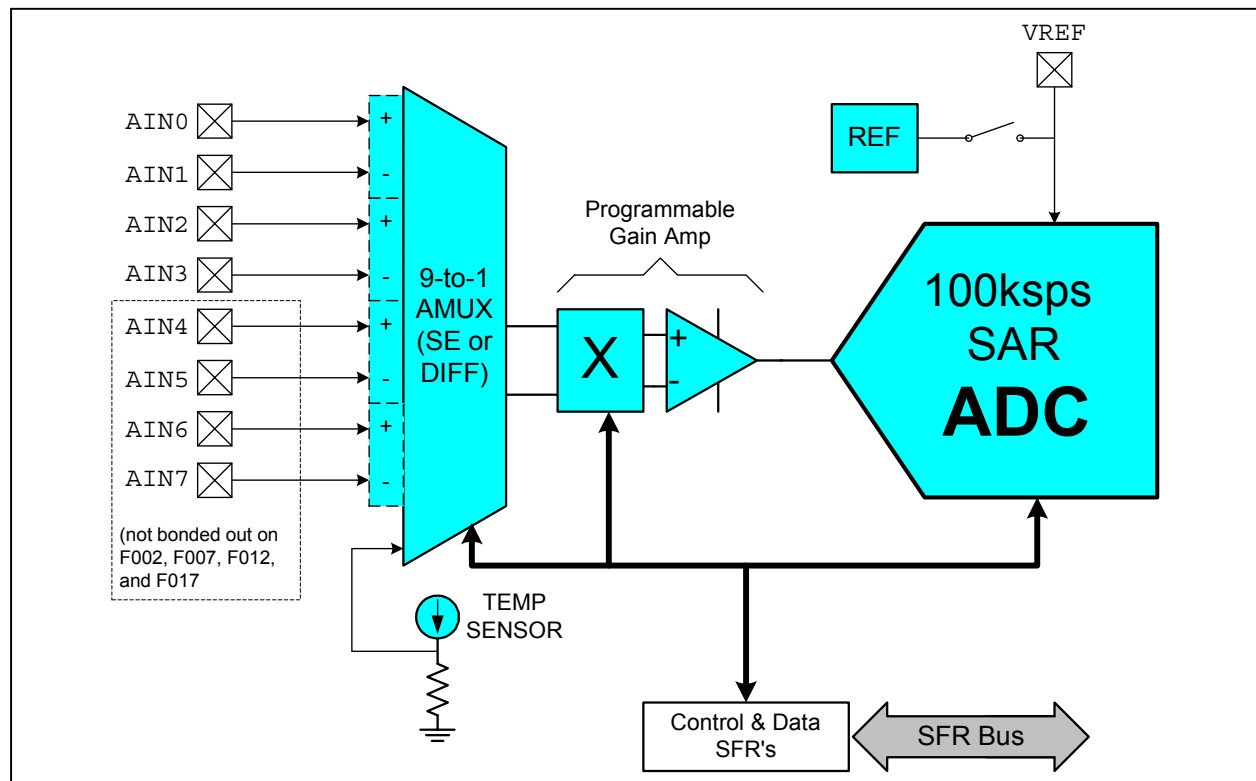 VREF
AIN0
+
REF
AIN1
-
AIN2
+
Programmable
Gain Amp
AIN3
-
9-to-1
AMUX
(SE or
DIFF)
100ksps
SAR
ADC
AIN4
+
X
+
-
AIN5
-
AIN6
+
AIN7
-
(not bonded out on
F002, F007, F012,
and F017
TEMP
SENSOR
Control & Data
SFR's
SFR Bus